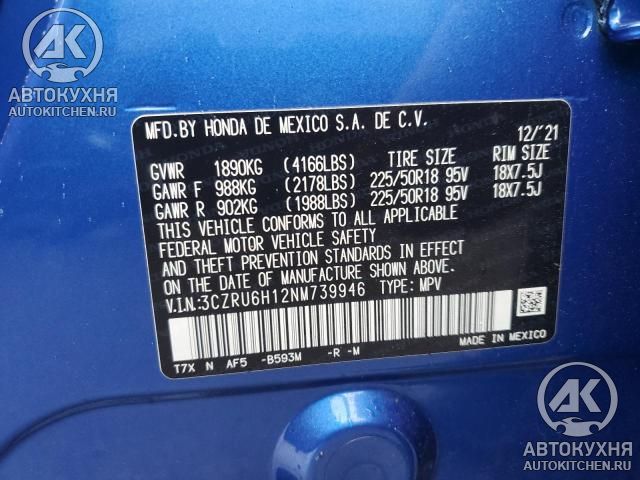 АВТОКУХНЯ
AUTOKITCHEN.RU
АВТОКУХНЯ
AUTOKITCHEN.RU
MFD.BY HONDA DE MEXICO S.A. DE C.V.
12/'21
GVWR 1890KG (4166LBS) TIRE SIZE RIM SIZE
GAWR F 988KG (2178LBS) 225/50R18 95V 18X7.5J
GAWR R 902KG (1988LBS) 225/50R18 95V 18X7.5J
THIS VEHICLE CONFORMS TO ALL APPLICABLE
FEDERAL MOTOR VEHICLE SAFETY
AND THEFT PREVENTION STANDARDS IN EFFECT
ON THE DATE OF MANUFACTURE SHOWN ABOVE.
V.I.N.:3CZRU6H12NM739946 TYPE: MPV
T7X N AF5 -B593M -R -M
MADE IN MEXICO
АВТОКУХНЯ
AUTOKITCHEN.RU